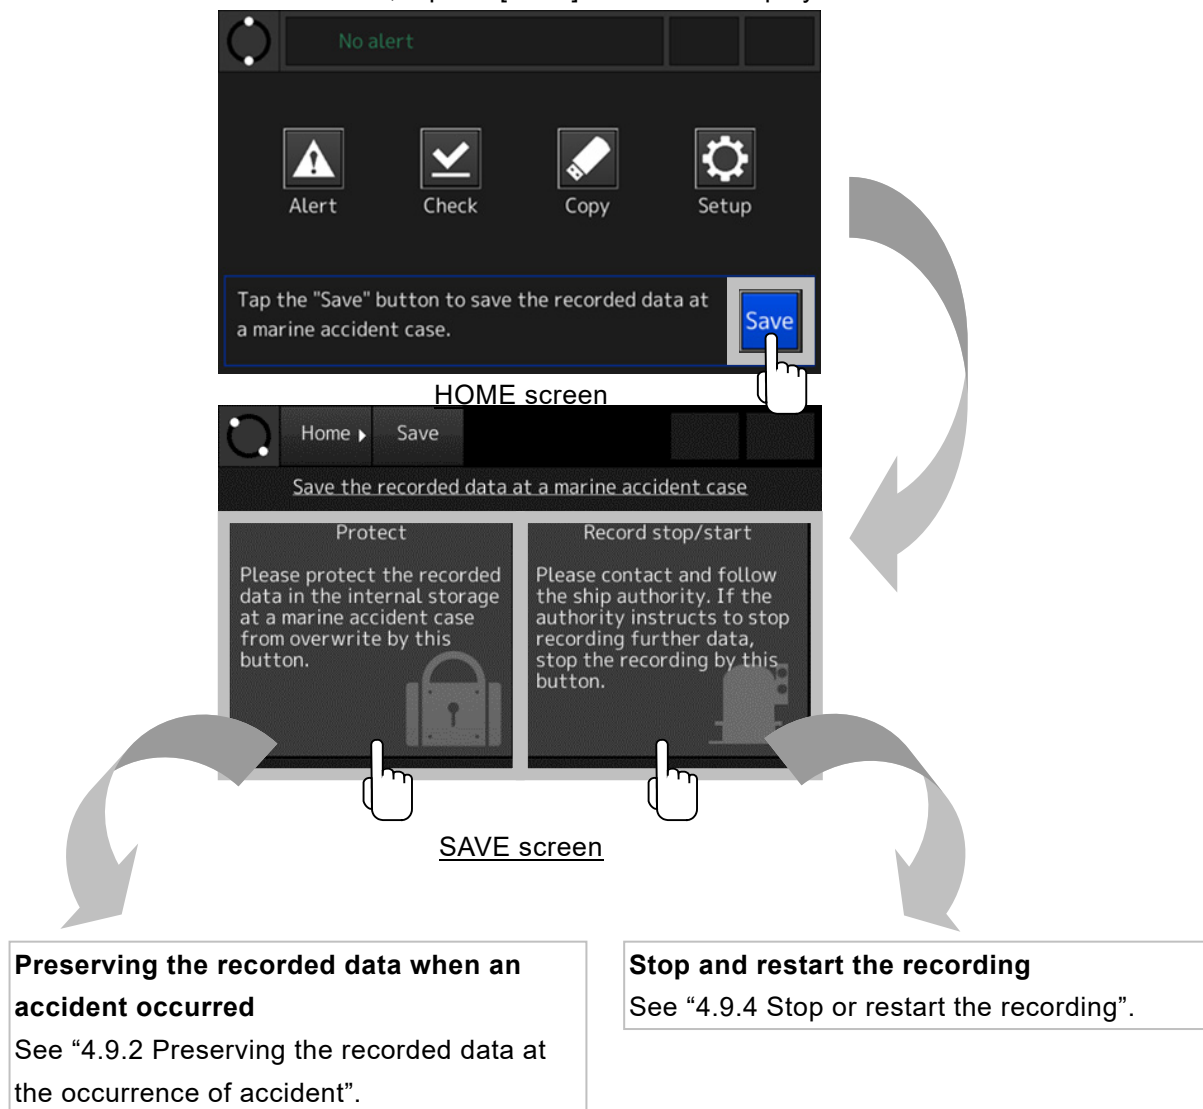 No alert
Alert Check Copy Setup
Tap the "Save" button to save the recorded data at
a marine accident case.
Save
HOME screen
Home Save
Save the recorded data at a marine accident case
Protect
Please protect the recorded
data in the internal storage
at a marine accident case
from overwrite by this
button.
Record stop/start
Please contact and follow
the ship authority. If the
authority instructs to stop
recording further data,
stop the recording by this
button.
SAVE screen
Preserving the recorded data when an
accident occurred
See “4.9.2 Preserving the recorded data at
the occurrence of accident”.
Stop and restart the recording
See “4.9.4 Stop or restart the recording”.